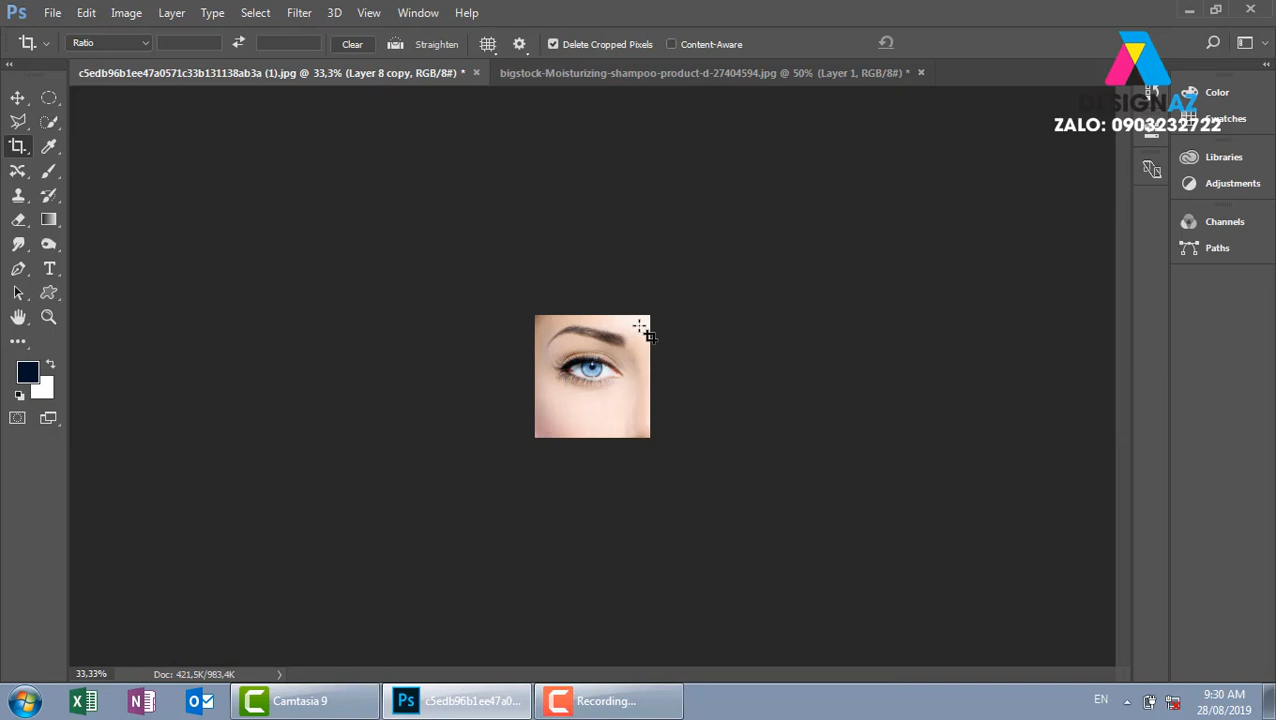 Ps File Edit Image Layer Type Select Filter 3D View Window Help
Ratio Clear Straighten Delete Cropped Pixels Content-Aware
c5edb96b1ee47a0571c33b131138ab3a (1).jpg @ 33,3% (Layer 8 copy, RGB/8#) * × bigstock-Moisturizing-shampoo-product-d-27404594.jpg @ 50% (Layer 1, RGB/8#) * ×
DESIGNAZ
ZALO: 0903232722
Color
Swatches
Libraries
Adjustments
Channels
Paths
33,33% Doc: 421,5K/983,4K
Camtasia 9 Ps c5edb96b1ee47a0... Recording... EN 9:30 AM
28/08/2019